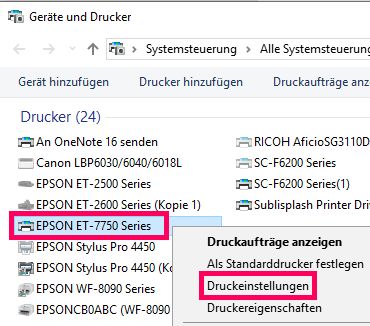 Geräte und Drucker
Systemsteuerung
Alle Systemsteuerung
Gerät hinzufügen
Drucker hinzufügen
Druckaufträge anzeigen
Drucker (24)
An OneNote 16 senden
Canon LBP6030/6040/6018L
EPSON ET-2500 Series
EPSON ET-2600 Series (Kopie 1)
EPSON ET-7750 Series
EPSON Stylus Pro 4450
EPSON Stylus Pro 4450 (Ko
EPSON WF-8090 Series
EPSONCB0ABC (WF-8090
RICOH AficioSG3110D
SC-F6200 Series
SC-F6200 Series(1)
Sublisplash Printer Driv
Druckaufträge anzeigen
Als Standarddrucker festlegen
Druckeinstellungen
Druckereigenschaften